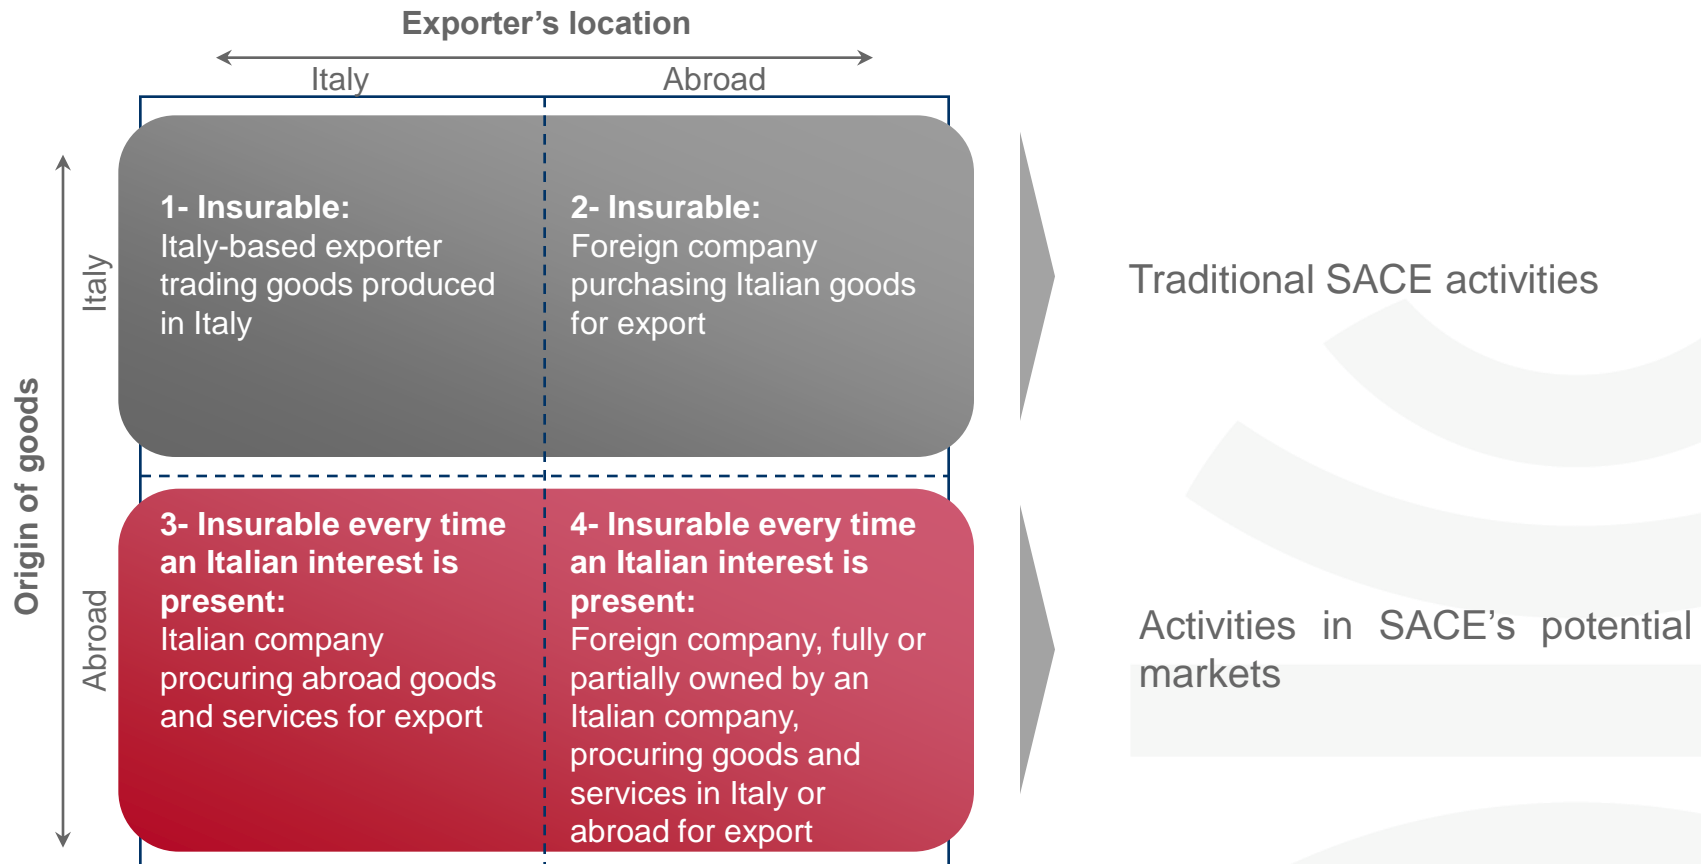 Exporter’s location
Italy
Abroad
Origin of goods
Italy
1- Insurable:
Italy-based exporter
trading goods produced
in Italy
2- Insurable:
Foreign company
purchasing Italian goods
for export
Traditional SACE activities
Abroad
3- Insurable every time
an Italian interest is
present:
Italian company
procuring abroad goods
and services for export
4- Insurable every time
an Italian interest is
present:
Foreign company, fully or
partially owned by an
Italian company,
procuring goods and
services in Italy or
abroad for export
Activities in SACE’s potential
markets